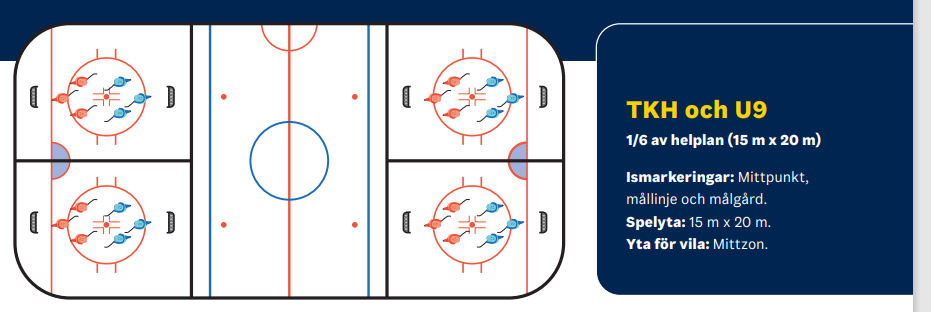 TKH och U9
1/6 av helplan (15 m x 20 m)
Ismarkeringar: Mittpunkt,
mållinje och målgård.
Spelyta: 15 m x 20 m.
Yta för vila: Mittzon.